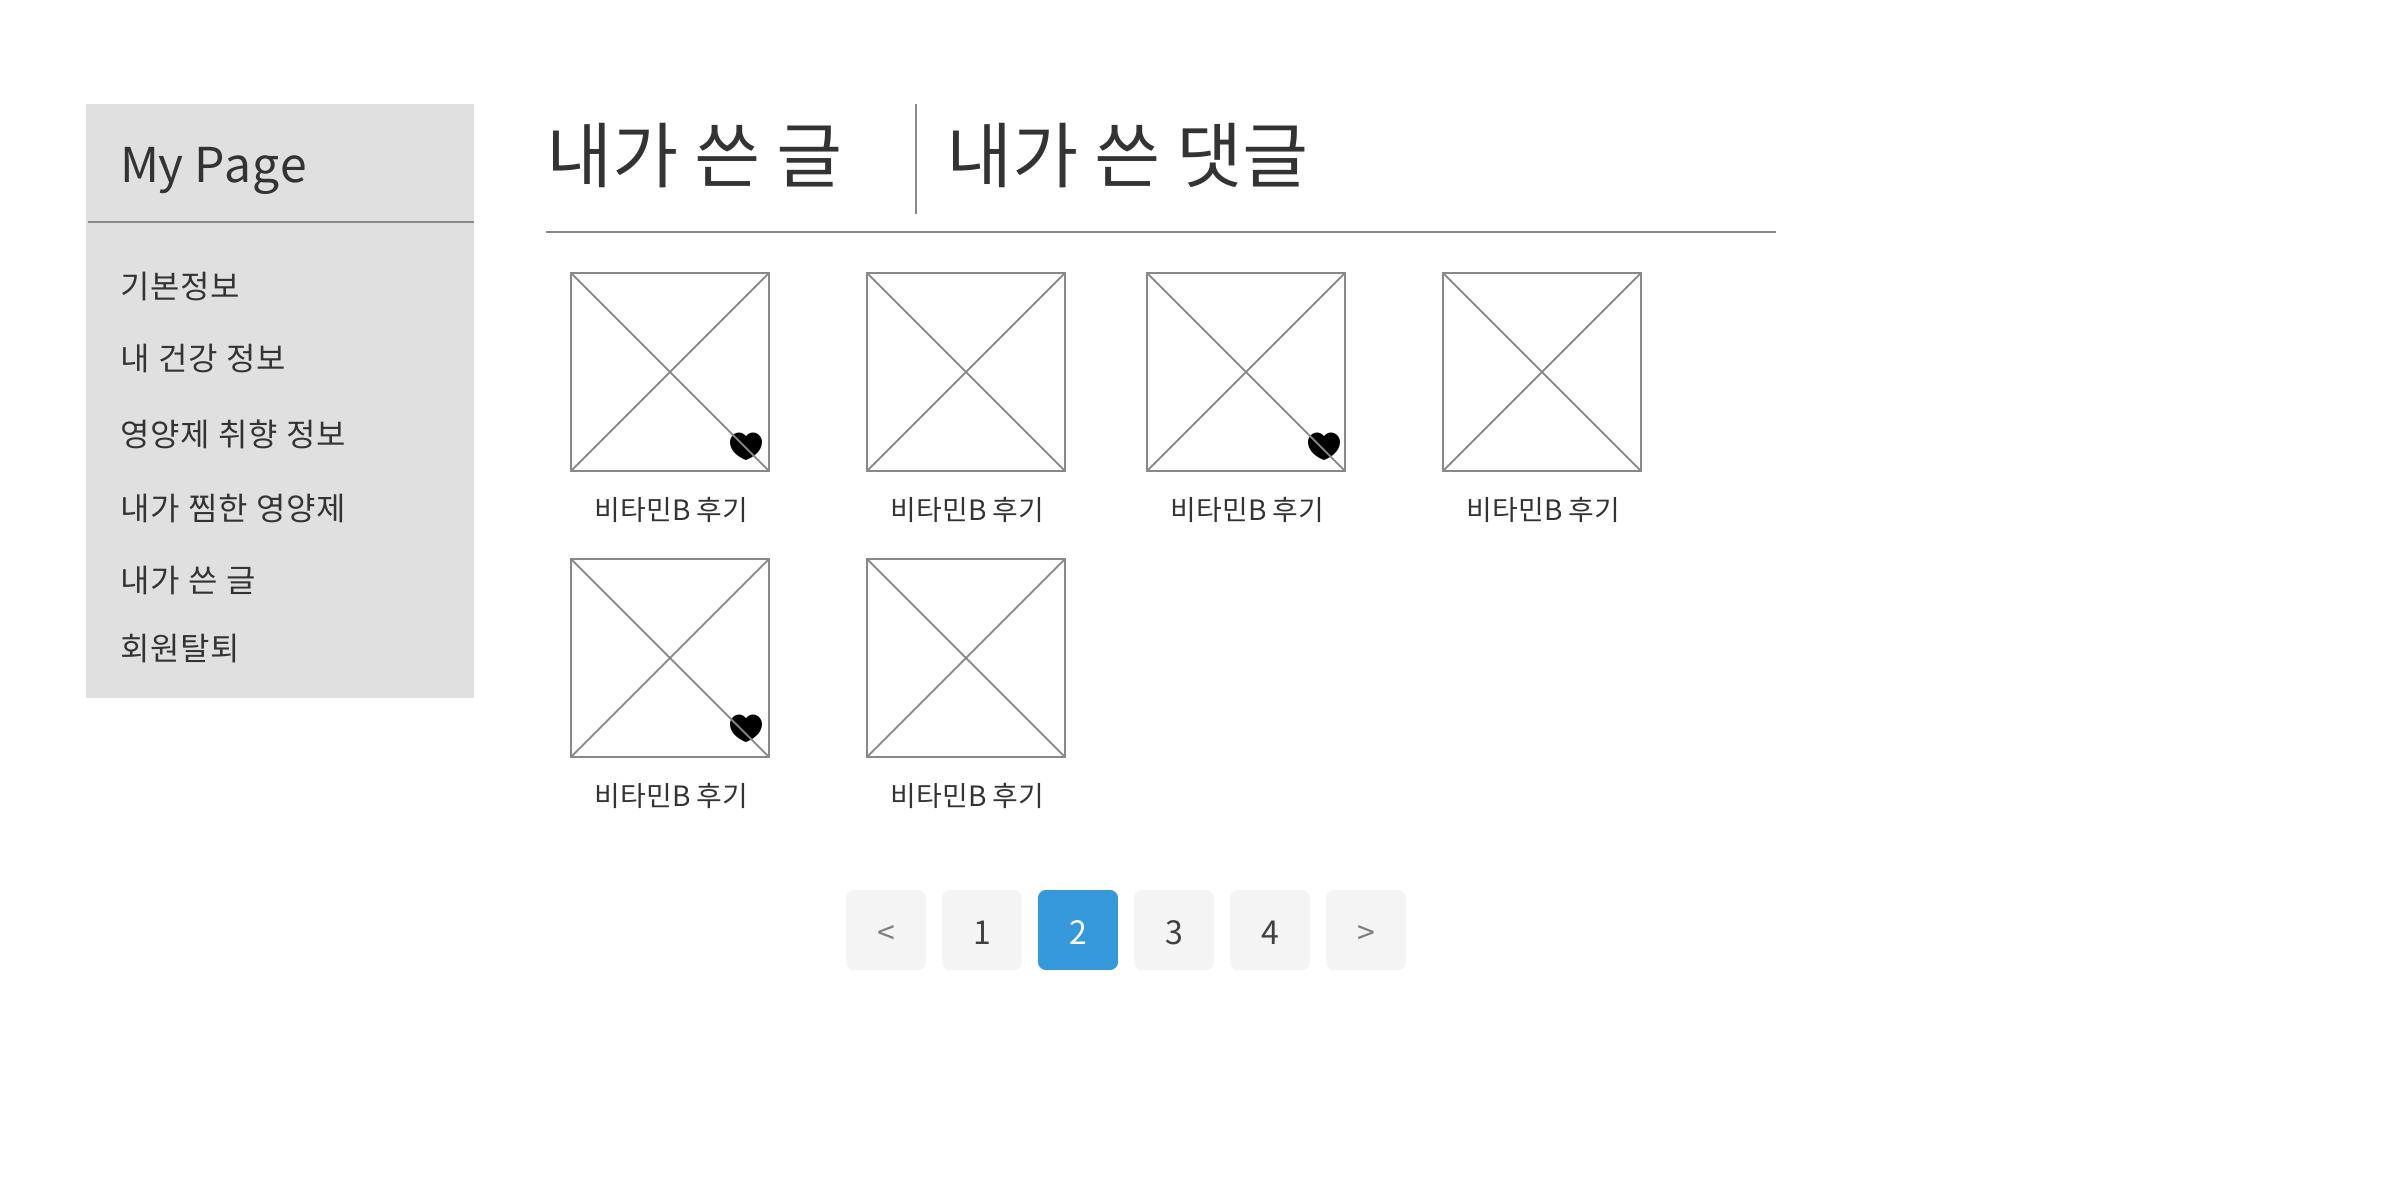 My Page
기본정보
내 건강 정보
영양제 취향 정보
내가 찜한 영양제
내가 쓴 글
회원탈퇴
내가 쓴 글
내가 쓴 댓글
비타민B 후기
비타민B 후기
비타민B 후기
비타민B 후기
비타민B 후기
비타민B 후기
< 1 2 3 4 >